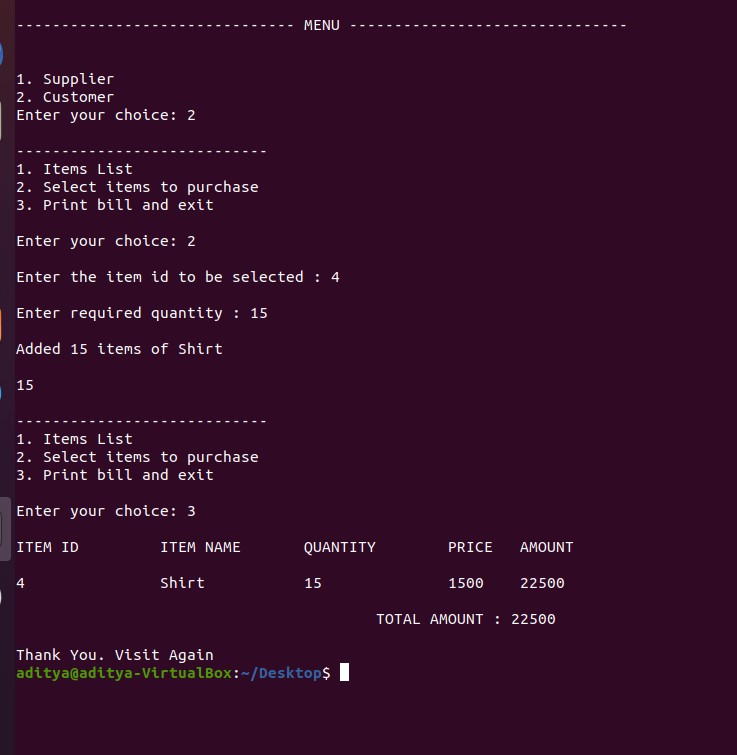 ------------------------------- MENU -------------------------------
1. Supplier
2. Customer
Enter your choice: 2
----------------------------
1. Items List
2. Select items to purchase
3. Print bill and exit
Enter your choice: 2
Enter the item id to be selected : 4
Enter required quantity : 15
Added 15 items of Shirt
15
----------------------------
1. Items List
2. Select items to purchase
3. Print bill and exit
Enter your choice: 3
ITEM ID         ITEM NAME       QUANTITY        PRICE   AMOUNT
4               Shirt           15              1500    22500
TOTAL AMOUNT : 22500
Thank You. Visit Again
aditya@aditya-VirtualBox:~/Desktop$